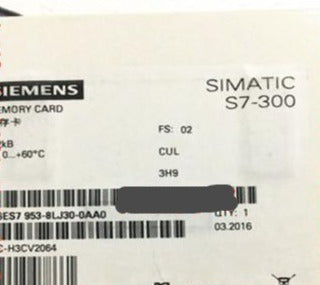 SIEMENS
SIMATIC
S7-300
EMORY CARD
存卡
FS: 02
kB
0...+60°C
CUL
3H9
6ES7 953-8LJ30-0AA0
QTY: 1
03.2016
C-H3CV2064